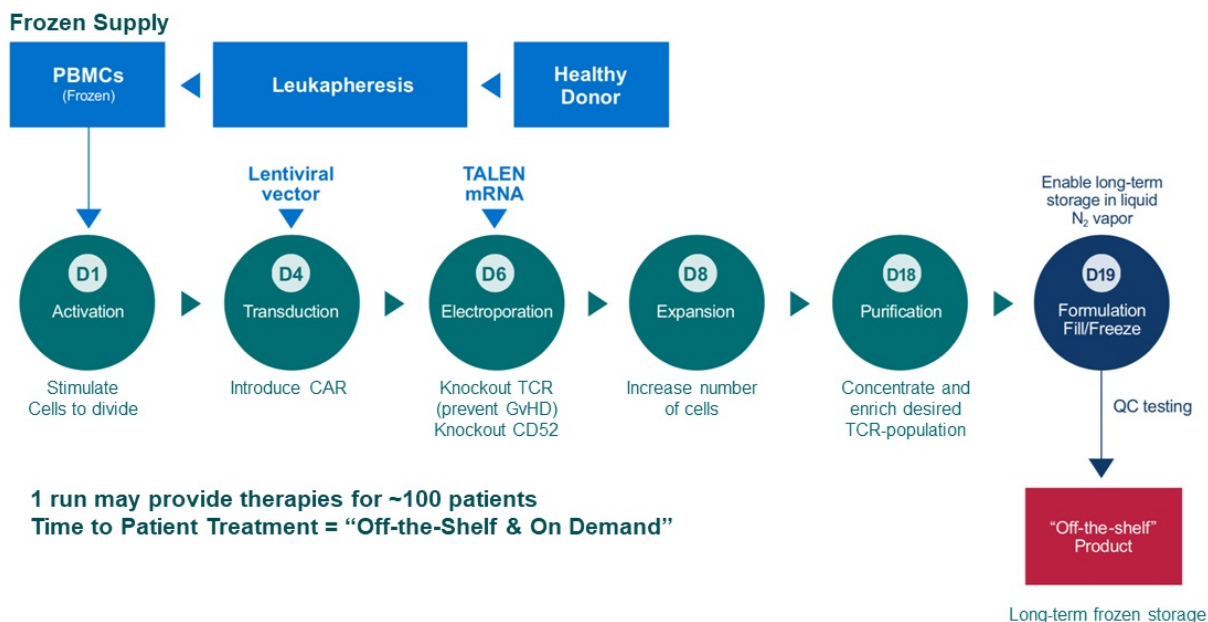 Frozen Supply
PBMCs
(Frozen)
Leukapheresis
Healthy
Donor
Lentiviral
vector
TALEN
mRNA
Enable long-term
storage in liquid
N₂ vapor
D1
Activation
D4
Transduction
D6
Electroporation
D8
Expansion
D18
Purification
D19
Formulation
Fill/Freeze
Stimulate
Cells to divide
Introduce CAR
Knockout TCR
(prevent GvHD)
Knockout CD52
Increase number
of cells
Concentrate and
enrich desired
TCR-population
QC testing
1 run may provide therapies for ~100 patients
Time to Patient Treatment = “Off-the-Shelf & On Demand”
“Off-the-shelf”
Product
Long-term frozen storage